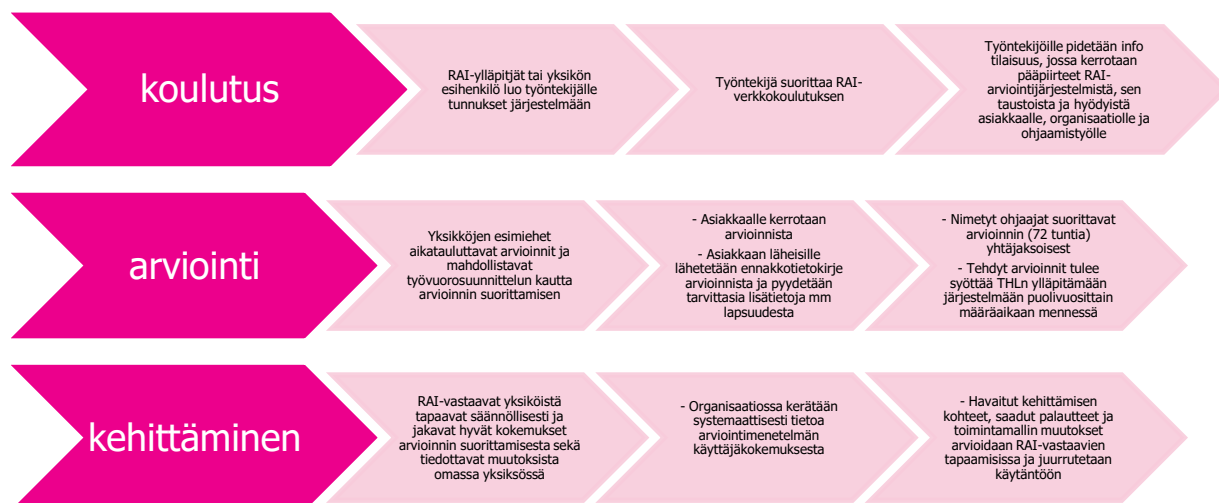 koulutus
RAI-ylläpitjät tai yksikön
esihenkilö luo työntekijälle
tunnukset järjestelmään
Työntekijä suorittaa RAI-
verkkokoulutuksen
Työntekijöille pidetään info
tilaisuus, jossa kerrotaan
pääpiirteet RAI-
arviointijärjestelmistä, sen
taustoista ja hyödyistä
asiakkaalle, organisaatiolle ja
ohjaamistyölle
arviointi
Yksikköjen esimiehet
aikatauluttavat arvioinnit ja
mahdollistavat
työvuorosuunnittelun kautta
arvioinnin suorittamisen
- Asiakkaalle kerrotaan
arvioinnista
- Asiakkaan läheisille
lähetetään ennakkotietokirje
arvioinnista ja pyydetään
tarvittasia lisätietoja mm
lapsuudesta
- Nimetyt ohjaajat suorittavat
arvioinnin (72 tuntia)
yhtäjaksoisest
- Tehdyt arvioinnit tulee
syöttää THLn ylläpitämään
järjestelmään puolivuosittain
määräaikaan mennessä
kehittäminen
RAI-vastaavat yksiköistä
tapaavat säännöllisesti ja
jakavat hyvät kokemukset
arvioinnin suorittamisesta sekä
tiedottavat muutoksista
omassa yksiksössä
- Organisaatiossa kerätään
systemaattisesti tietoa
arviointimenetelmän
käyttäjäkokemuksesta
- Havaitut kehittämisen
kohteet, saadut palautteet ja
toimintamallin muutokset
arvioidaan RAI-vastaavien
tapaamisissa ja juurrutetaan
käytäntöön